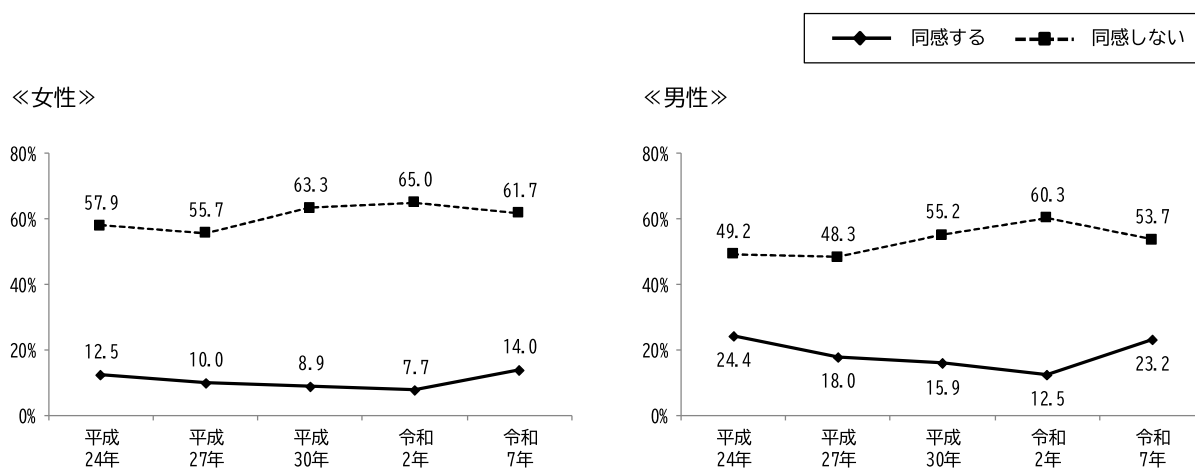 同感する 同感しない
≪女性≫
80%
60%
40%
20%
0%
57.9 55.7 63.3 65.0 61.7
12.5 10.0 8.9 7.7 14.0
平成 平成 平成 令和 令和
24年 27年 30年 2年 7年
≪男性≫
80%
60%
40%
20%
0%
49.2 48.3 55.2 60.3 53.7
24.4 18.0 15.9 12.5 23.2
平成 平成 平成 令和 令和
24年 27年 30年 2年 7年